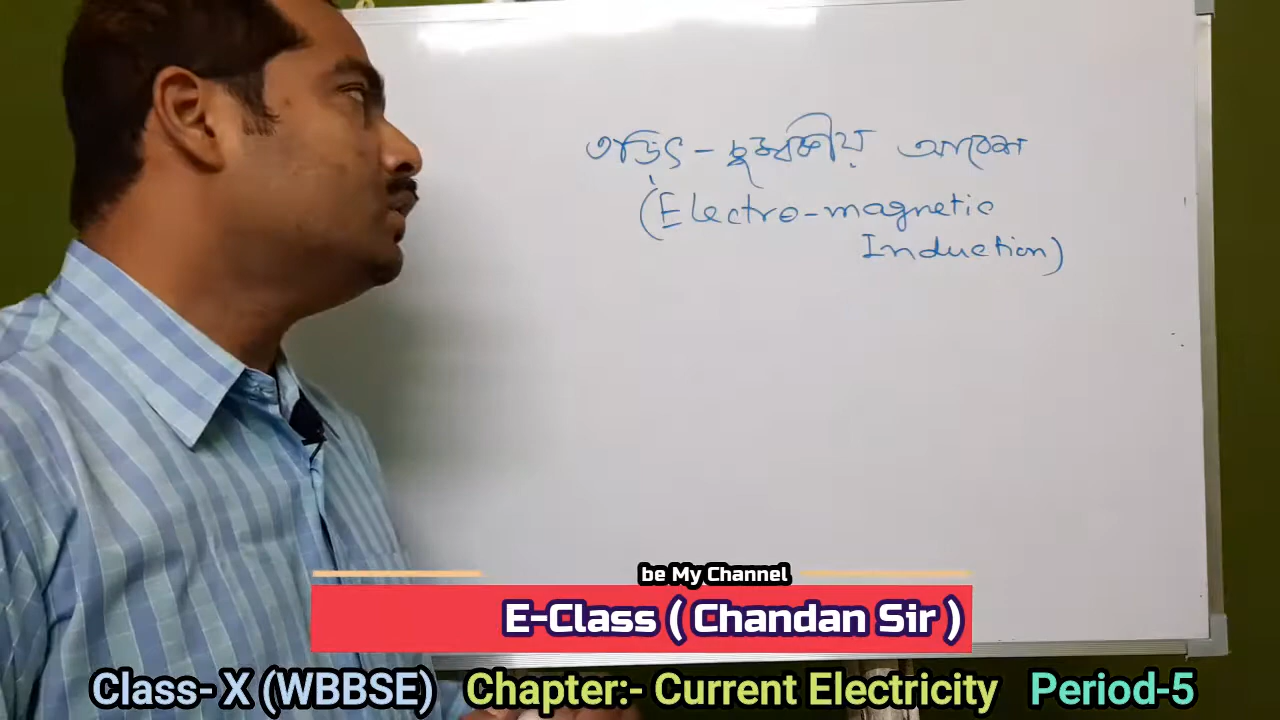 তড়িৎ - চুম্বকীয় আবেশ
(Electro-magnetic
Induction)
be My Channel
E-Class ( Chandan Sir )
Class- X (WBBSE) Chapter:- Current Electricity Period-5